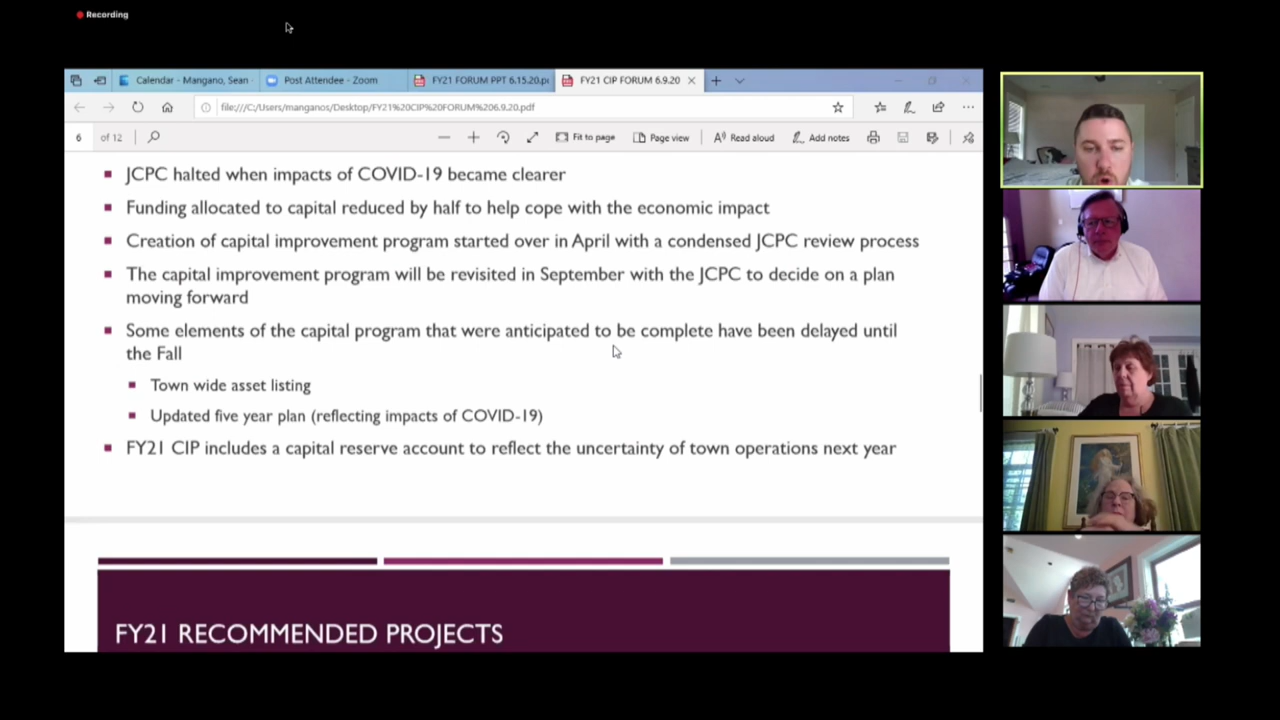 Recording
Calendar - Mangano, Sean
Post Attendee - Zoom
FY21 FORUM PPT 6.15.20.p
FY21 CIP FORUM 6.9.20
file:///C:/Users/manganos/Desktop/FY21%20CIP%20FORUM%206.9.20.pdf
6 of 12
Fit to page
Page view
Read aloud
Add notes
JCPC halted when impacts of COVID-19 became clearer
Funding allocated to capital reduced by half to help cope with the economic impact
Creation of capital improvement program started over in April with a condensed JCPC review process
The capital improvement program will be revisited in September with the JCPC to decide on a plan
moving forward
Some elements of the capital program that were anticipated to be complete have been delayed until
the Fall
Town wide asset listing
Updated five year plan (reflecting impacts of COVID-19)
FY21 CIP includes a capital reserve account to reflect the uncertainty of town operations next year
FY21 RECOMMENDED PROJECTS